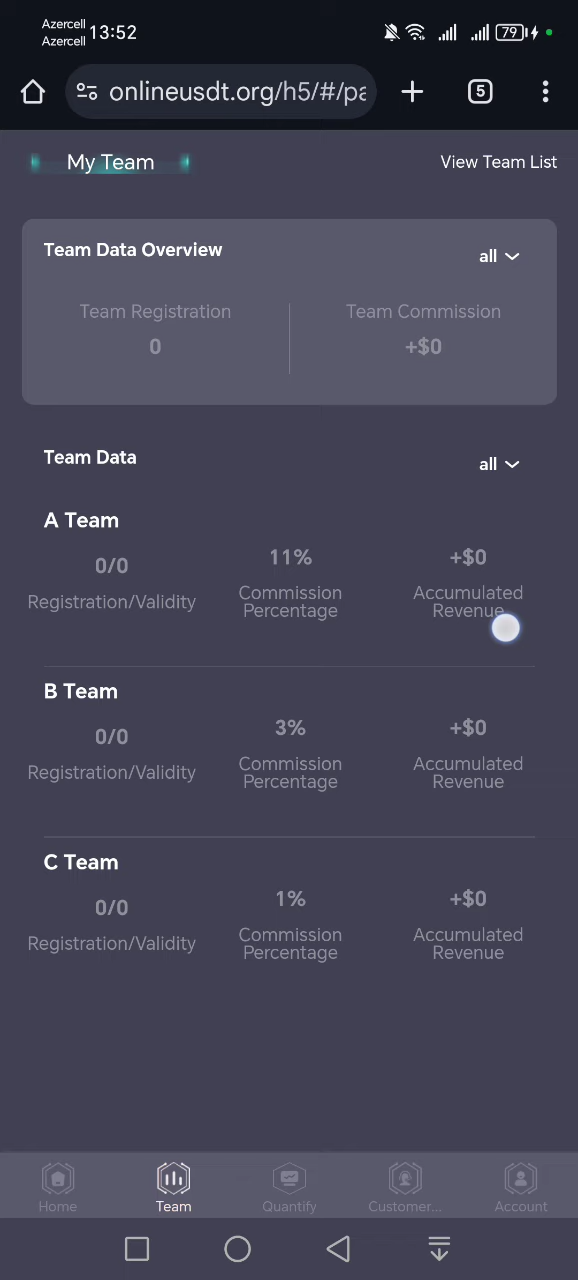 Azercell
Azercell
13:52
79
onlineusdt.org/h5/#/pa
5
My Team
View Team List
Team Data Overview
all
Team Registration
Team Commission
0
+$0
Team Data
all
A Team
0/0
11%
+$0
Registration/Validity
Commission
Percentage
Accumulated
Revenue
B Team
0/0
3%
+$0
Registration/Validity
Commission
Percentage
Accumulated
Revenue
C Team
0/0
1%
+$0
Registration/Validity
Commission
Percentage
Accumulated
Revenue
Home
Team
Quantify
Customer...
Account